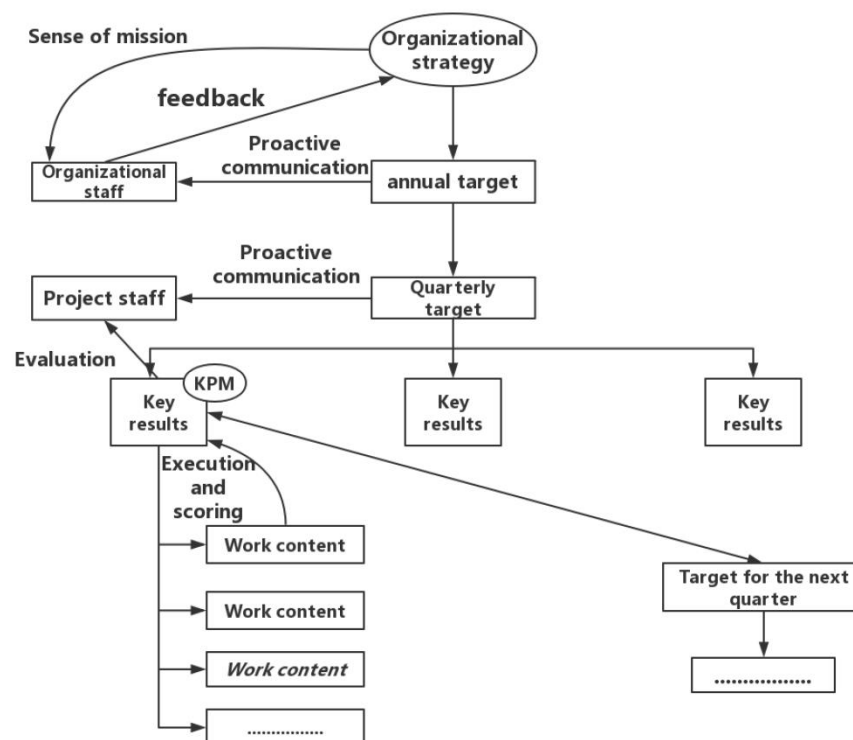 Sense of mission
Organizational
strategy
feedback
Proactive
communication
Organizational
staff
annual target
Proactive
communication
Project staff
Quarterly
target
Evaluation
KPM
Key
results
Key
results
Key
results
Execution
and
scoring
Work content
Target for the next
quarter
Work content
Work content
..................
................